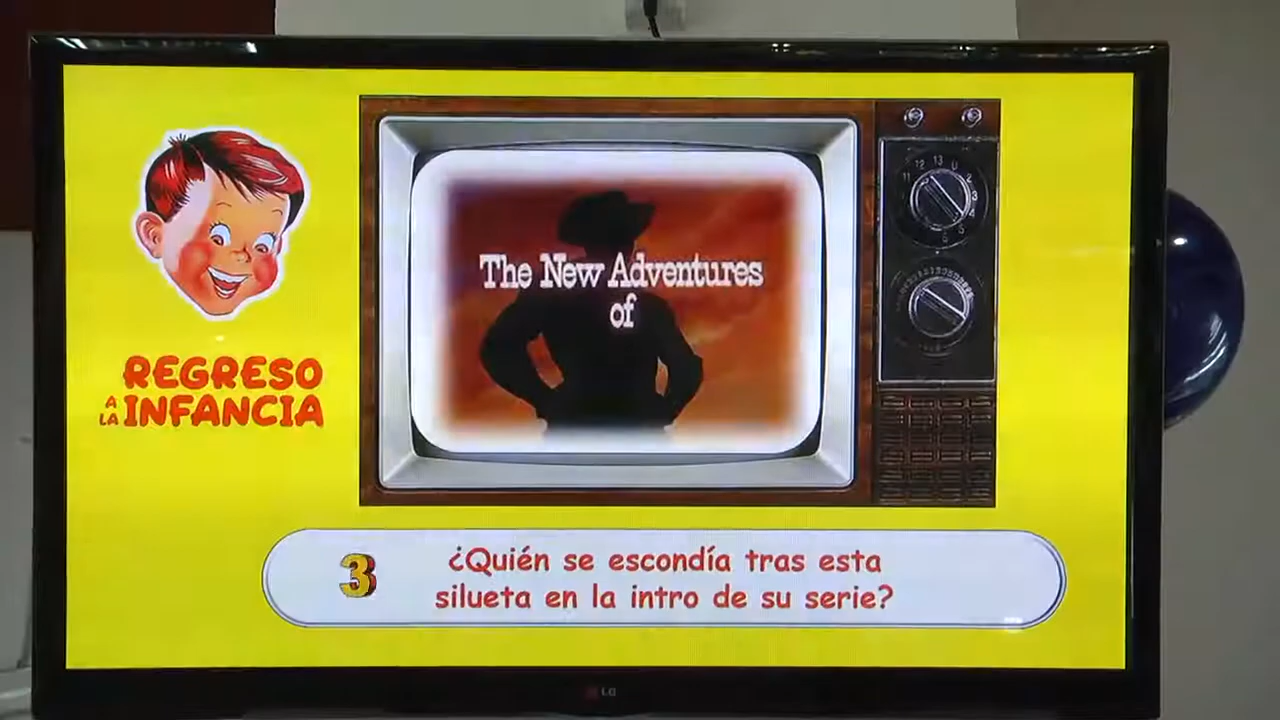 The New Adventures
of
REGRESO
A LA INFANCIA
3
¿Quién se escondía tras esta
silueta en la intro de su serie?
LG